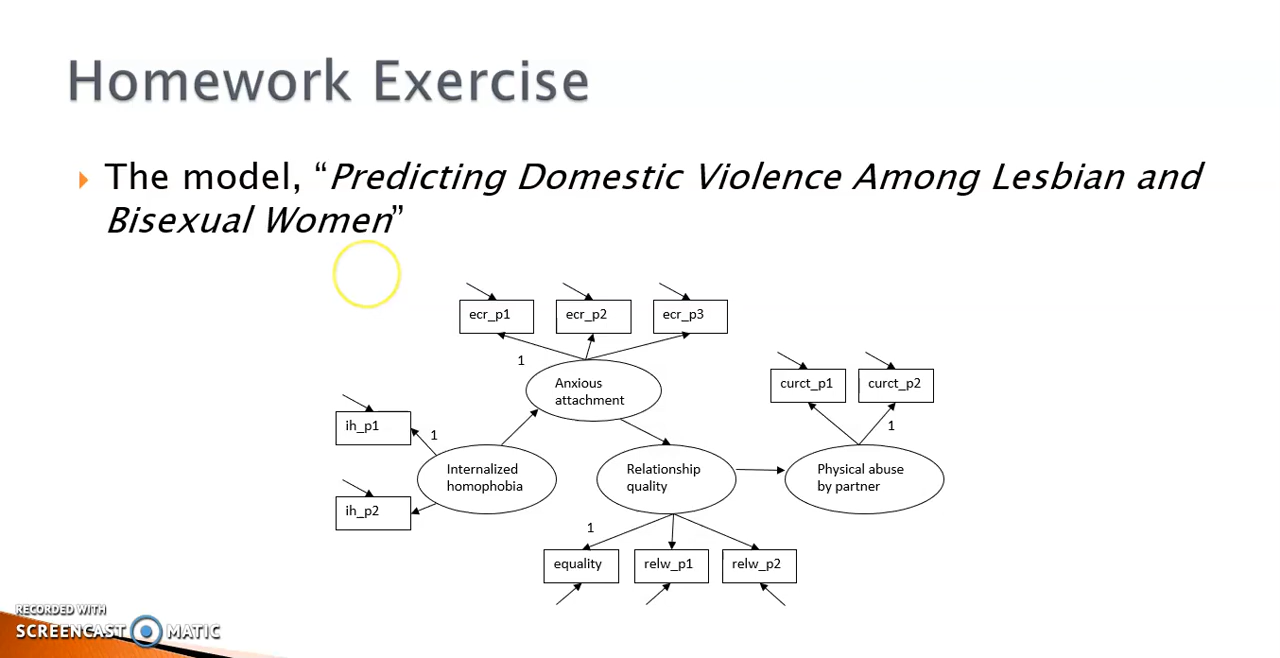 Homework Exercise
The model, “Predicting Domestic Violence Among Lesbian and
Bisexual Women”
ecr_p1 ecr_p2 ecr_p3
1
Anxious
attachment
curct_p1 curct_p2
1
ih_p1
1
Internalized
homophobia
Relationship
quality
Physical abuse
by partner
ih_p2
1
equality relw_p1 relw_p2
RECORDED WITH
SCREENCAST MATIC